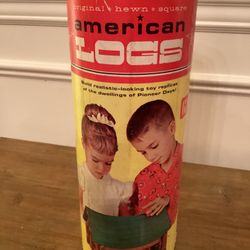 original • hewn • square
american
LOGS
Build realistic-looking toy replicas
of the dwellings of Pioneer Days!